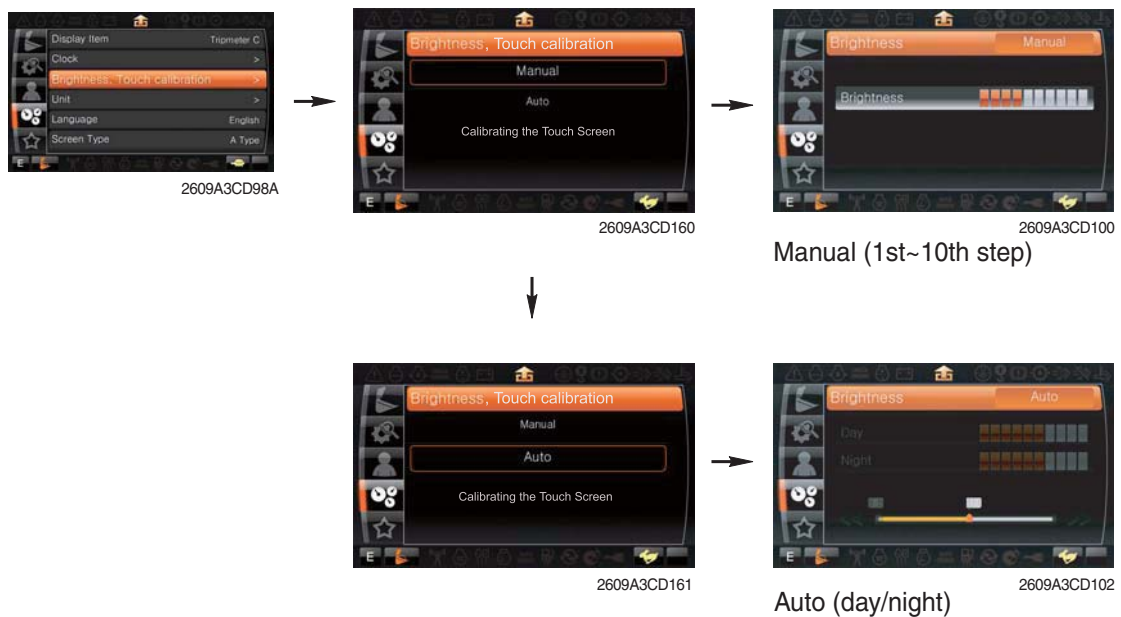 Display Item Tripmeter C
Clock >
Brightness, Touch calibration >
Unit >
Language English
Screen Type A Type
E
2609A3CD98A
Brightness, Touch calibration
Manual
Auto
Calibrating the Touch Screen
E
2609A3CD160
Brightness Manual
Brightness
E
2609A3CD100
Manual (1st~10th step)
Brightness, Touch calibration
Manual
Auto
Calibrating the Touch Screen
E
2609A3CD161
Brightness Auto
Day
Night
E
2609A3CD102
Auto (day/night)